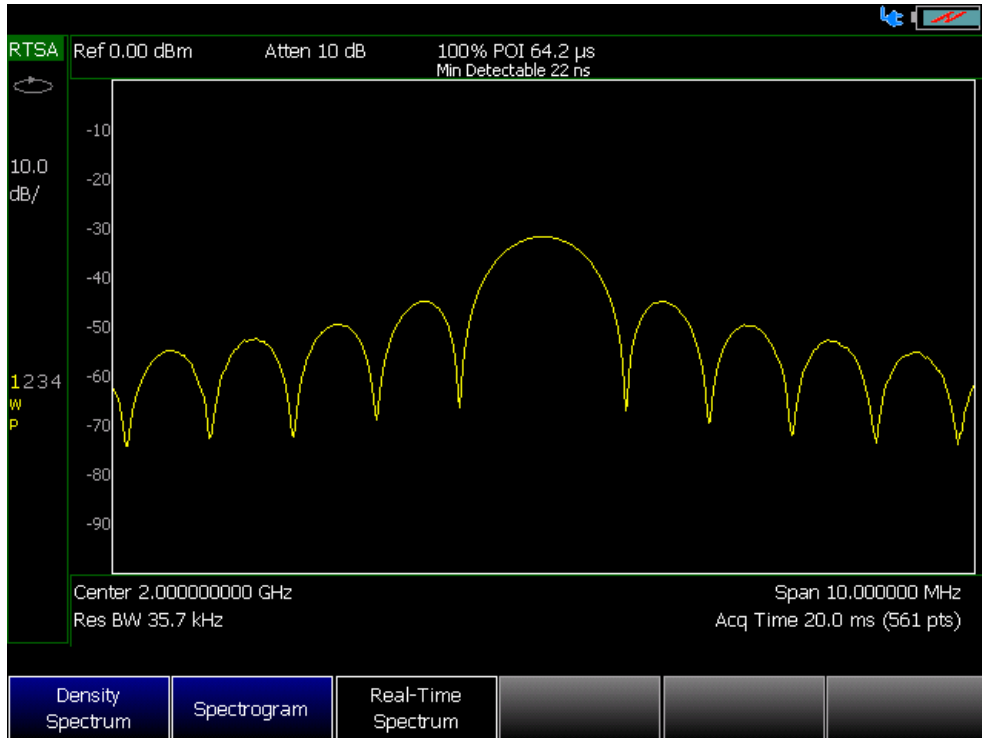 RTSA
Ref 0.00 dBm Atten 10 dB 100% POI 64.2 µs
Min Detectable 22 ns
10.0
dB/
-10
-20
-30
-40
-50
-60
-70
-80
-90
1234
W
P
Center 2.000000000 GHz Span 10.000000 MHz
Res BW 35.7 kHz Acq Time 20.0 ms (561 pts)
Density
Spectrum
Spectrogram
Real-Time
Spectrum